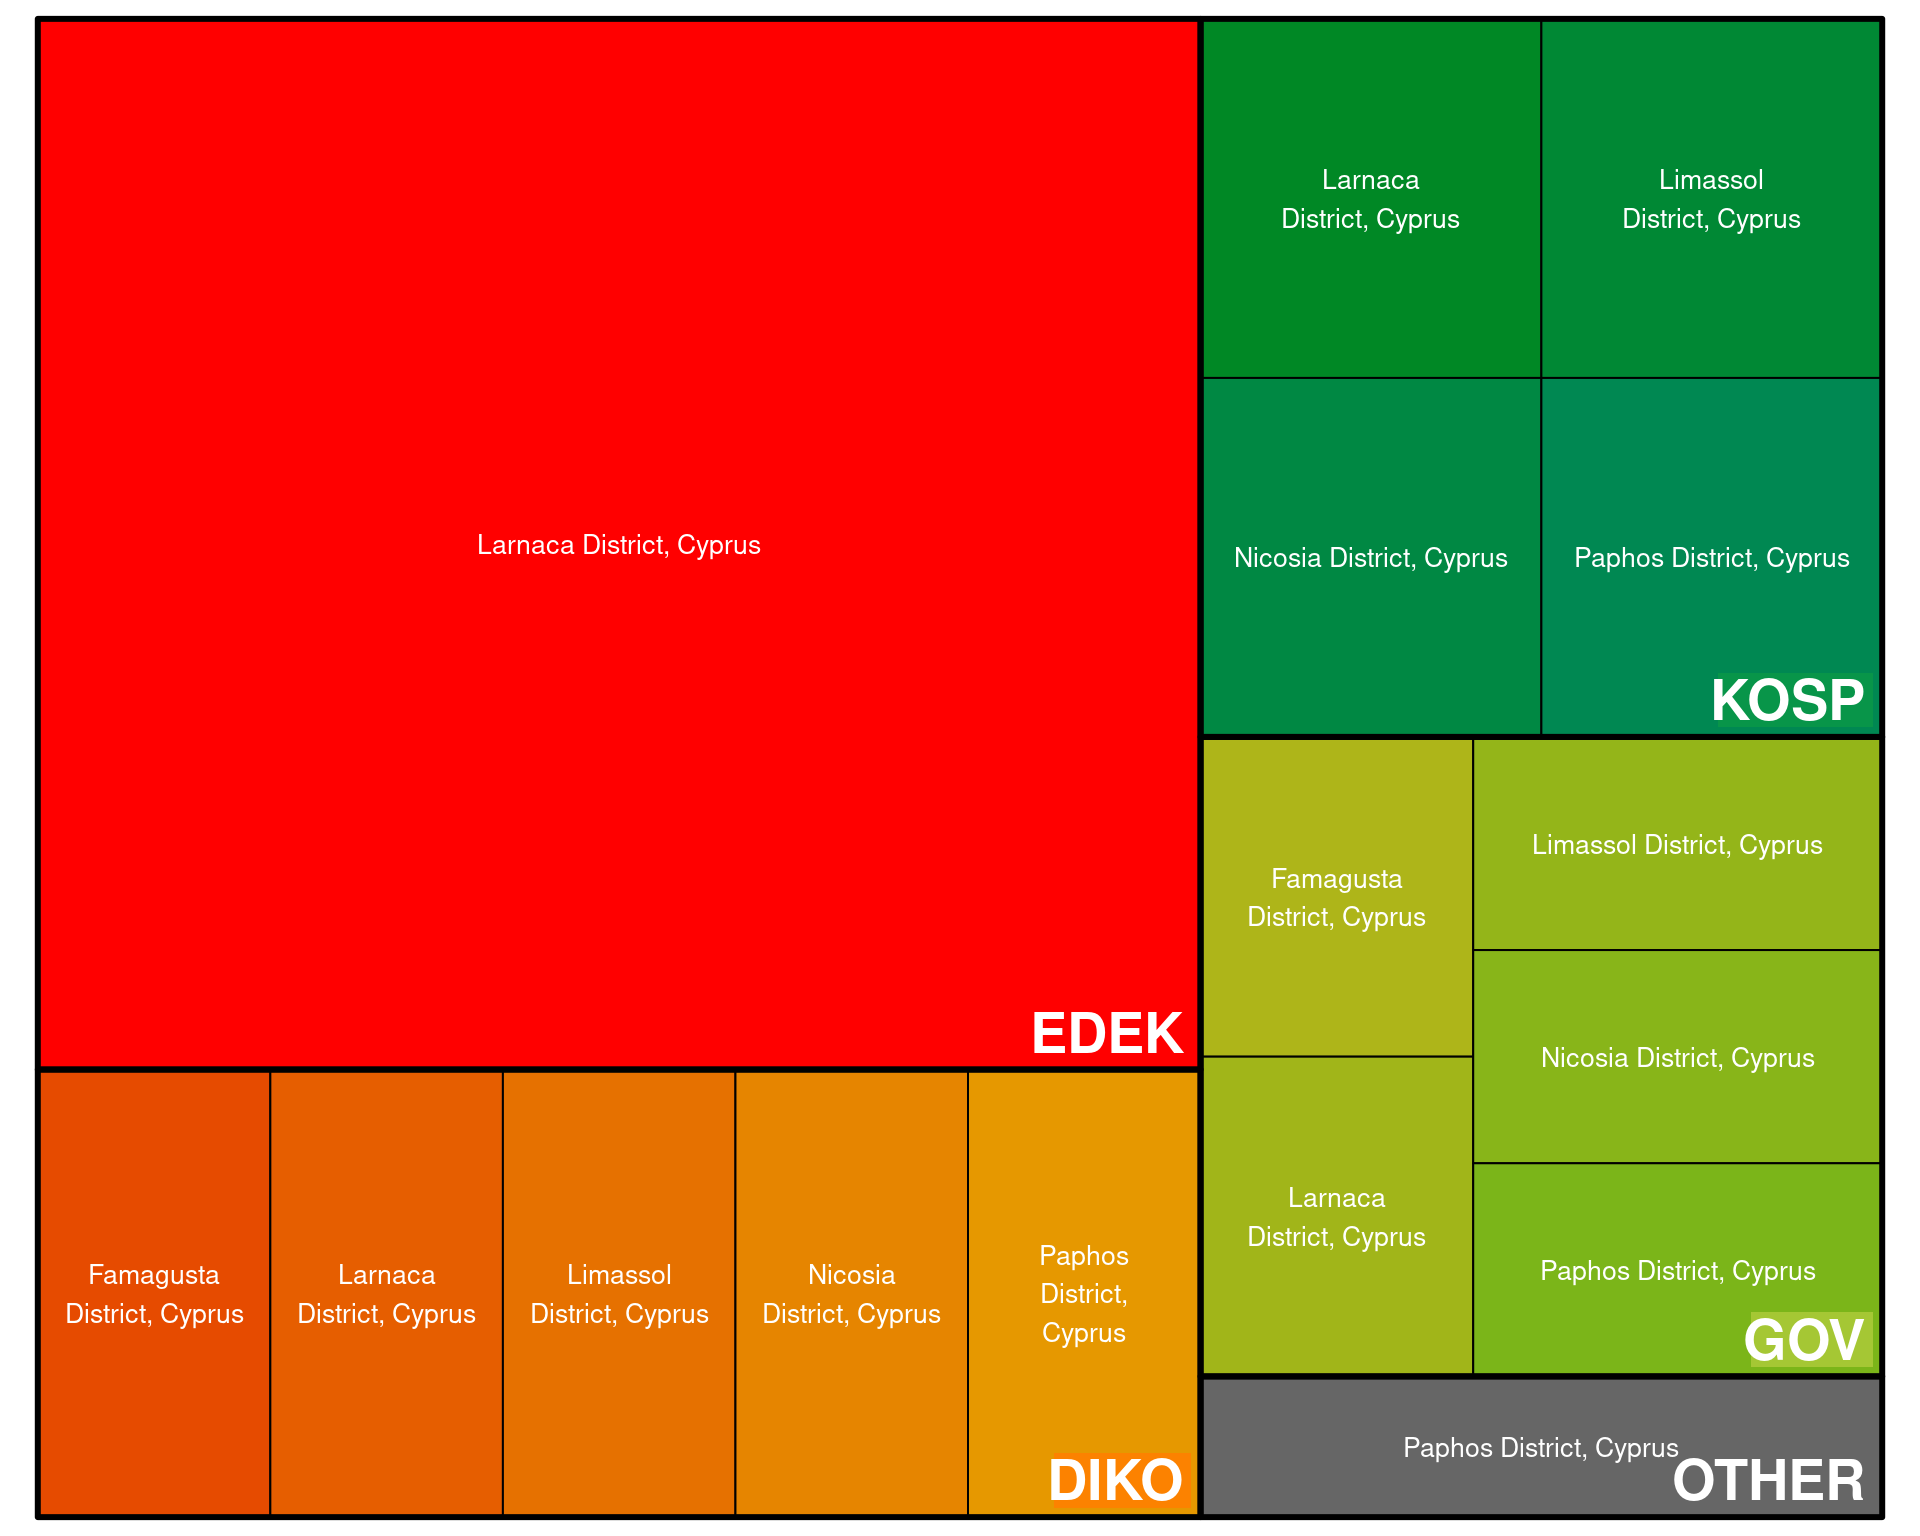 Larnaca District, Cyprus
EDEK
Famagusta
District, Cyprus
Larnaca
District, Cyprus
Limassol
District, Cyprus
Nicosia
District, Cyprus
Paphos
District,
Cyprus
DIKO
Larnaca
District, Cyprus
Limassol
District, Cyprus
Nicosia District, Cyprus
Paphos District, Cyprus
KOSP
Famagusta
District, Cyprus
Larnaca
District, Cyprus
Limassol District, Cyprus
Nicosia District, Cyprus
Paphos District, Cyprus
GOV
Paphos District, Cyprus
OTHER